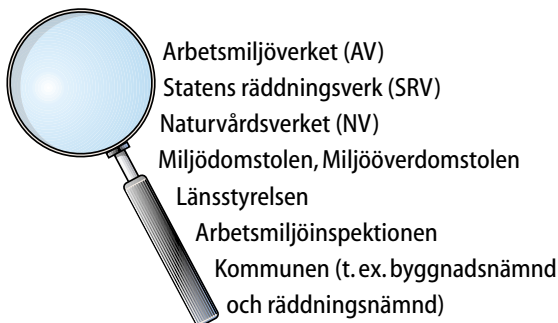 Arbetsmiljöverket (AV)
Statens räddningsverk (SRV)
Naturvårdsverket (NV)
Miljödomstolen, Miljööverdomstolen
Länsstyrelsen
Arbetsmiljöinspektionen
Kommunen (t. ex. byggnadsnämnd
och räddningsnämnd)